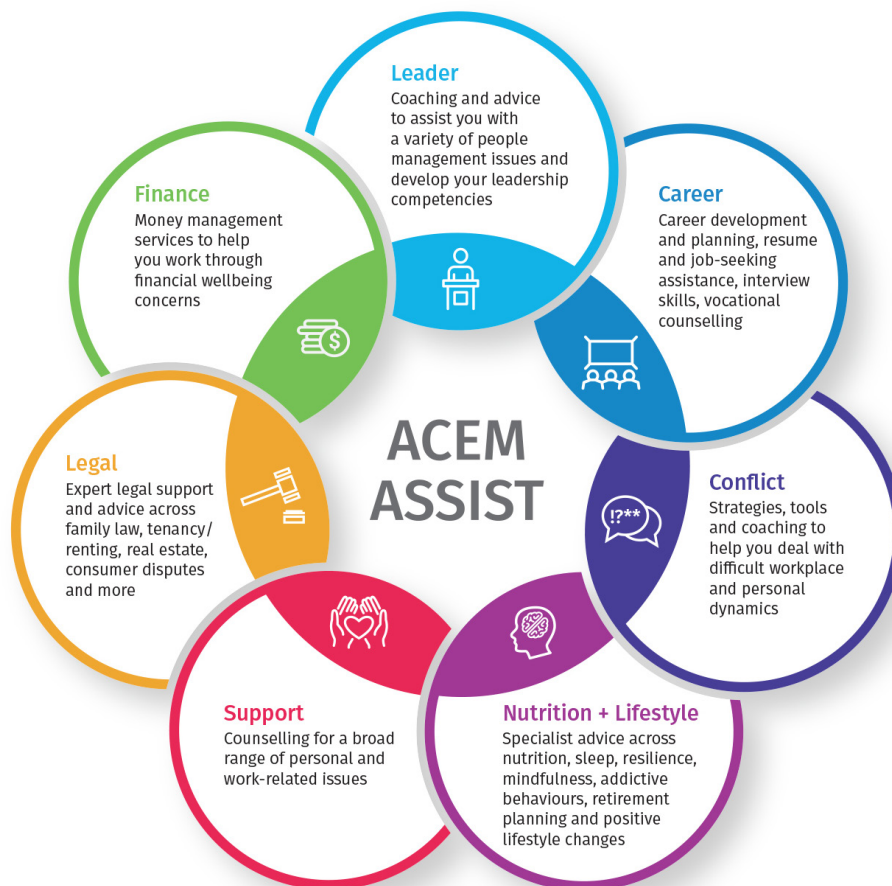 Leader
Coaching and advice
to assist you with
a variety of people
management issues and
develop your leadership
competencies
Career
Career development
and planning, resume
and job-seeking
assistance, interview
skills, vocational
counselling
Conflict
Strategies, tools
and coaching to
help you deal with
difficult workplace
and personal
dynamics
!?**
Nutrition + Lifestyle
Specialist advice across
nutrition, sleep, resilience,
mindfulness, addictive
behaviours, retirement
planning and positive
lifestyle changes
Support
Counselling for a broad
range of personal and
work-related issues
Legal
Expert legal support
and advice across
family law, tenancy/
renting, real estate,
consumer disputes
and more
Finance
Money management
services to help
you work through
financial wellbeing
concerns
$
ACEM
ASSIST